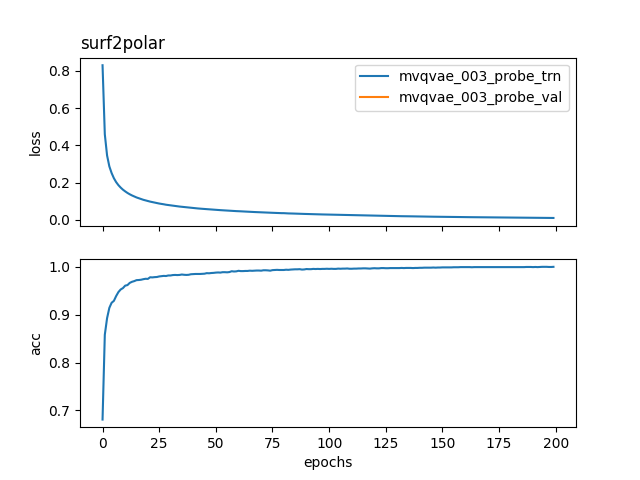 surf2polar
0.8
0.6
0.4
0.2
0.0
loss
mvqvae_003_probe_trn
mvqvae_003_probe_val
1.0
0.9
0.8
0.7
acc
0 25 50 75 100 125 150 175 200
epochs